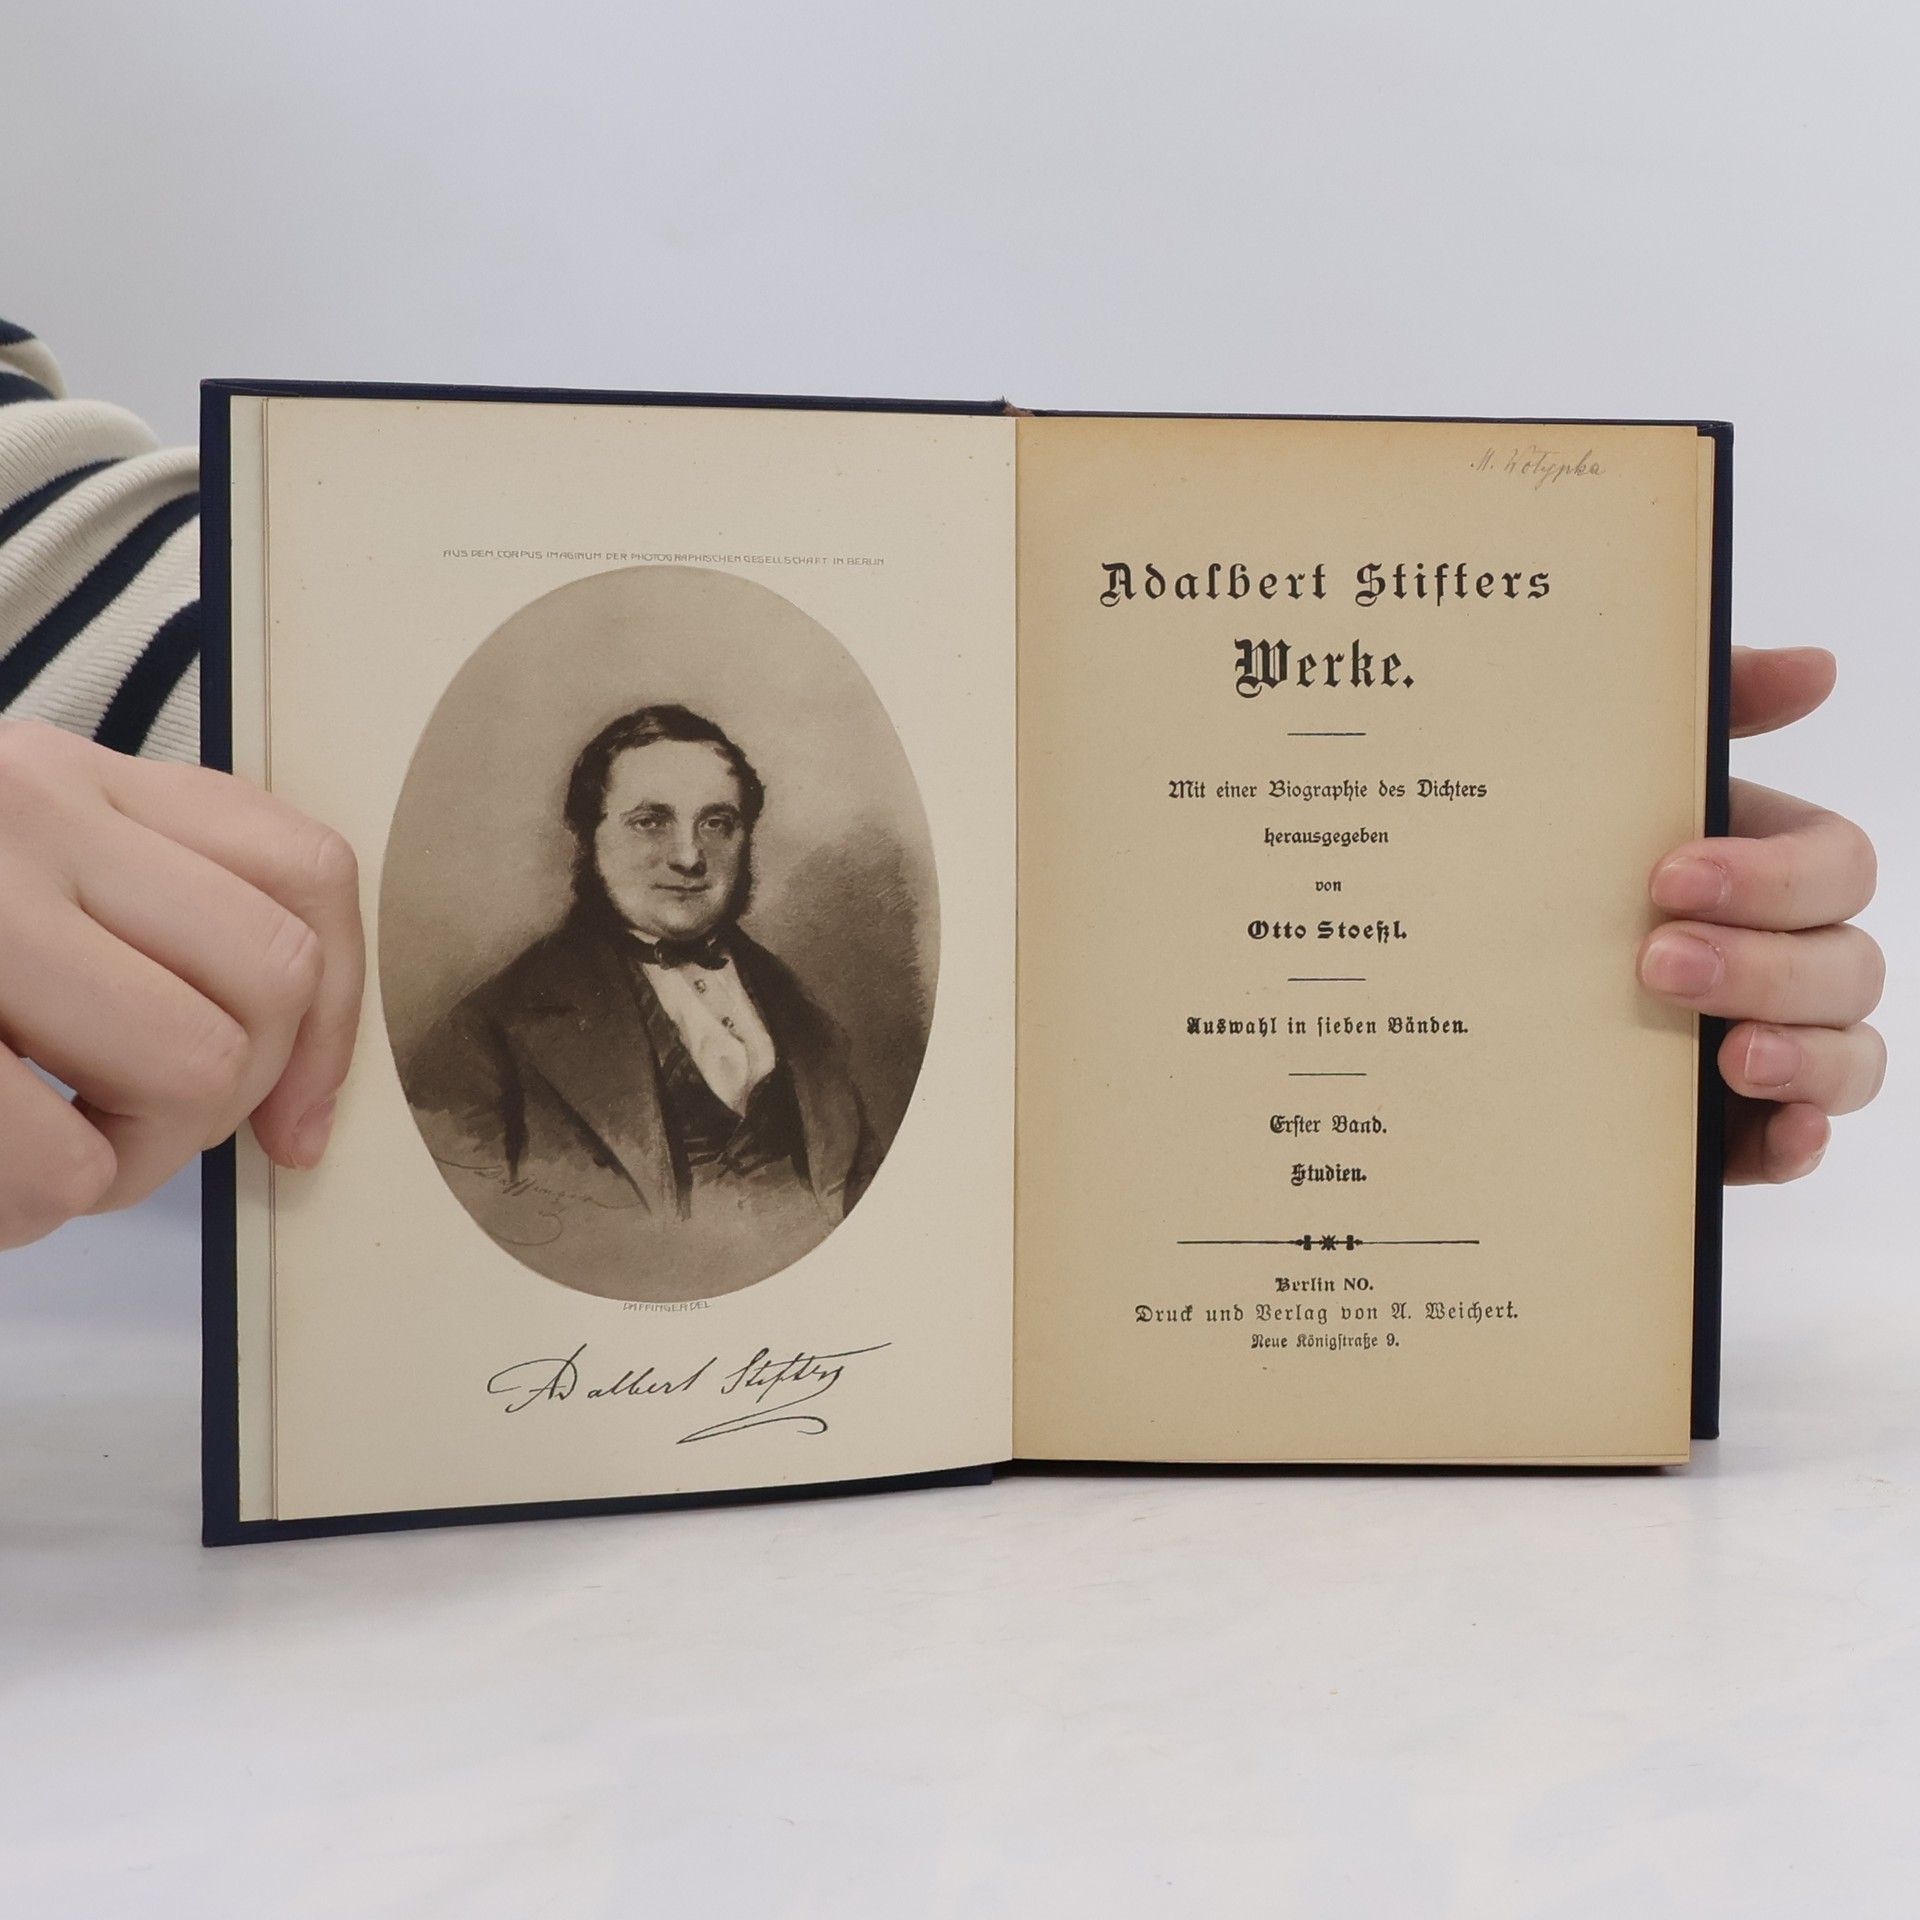 AUS DEM CORPUS IMAGINUM DER PHOTOGRAPHISCHEN GESELLSCHAFT IN BERLIN
Daffinger
DAFFINGER DEL
Adalbert Stifter
M. Kotypka
Adalbert Stifters
Werke.
Mit einer Biographie des Dichters
herausgegeben
von
Otto Stoeßl.
Auswahl in ſieben Bänden.
Erſter Band.
Studien.
Berlin NO.
Druck und Verlag von A. Weichert.
Neue Königſtraße 9.